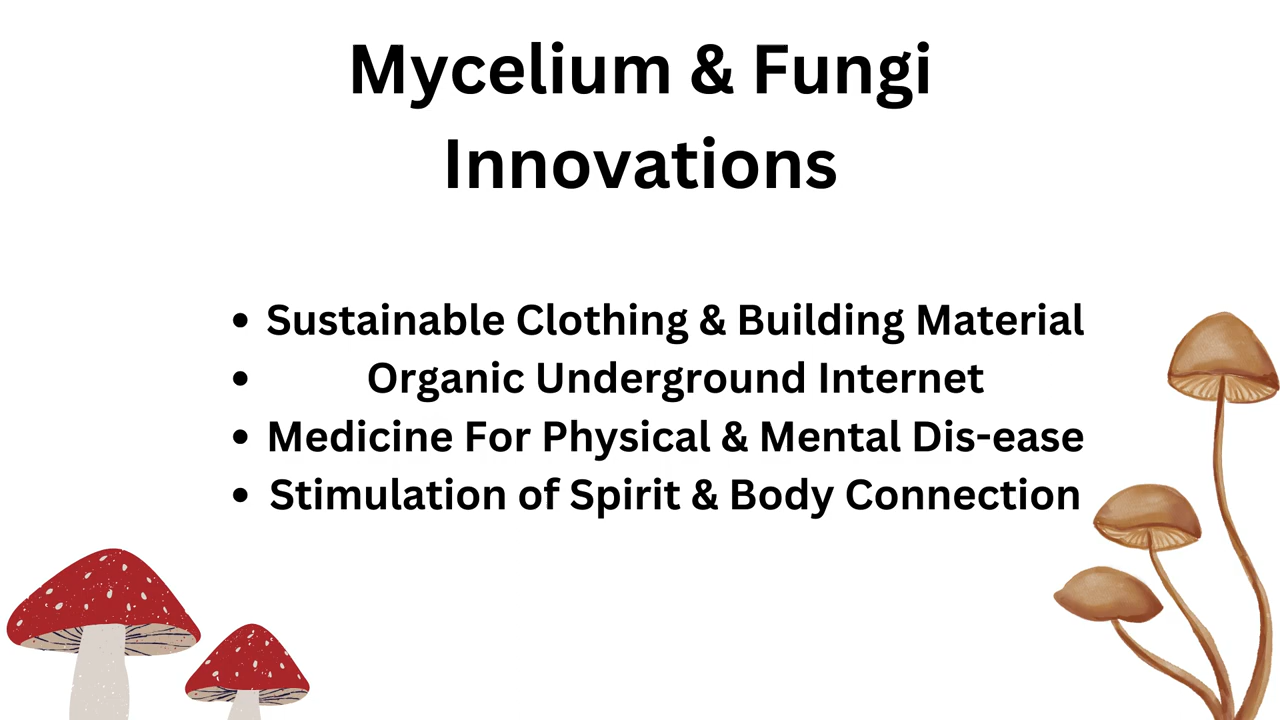 Mycelium & Fungi
Innovations
• Sustainable Clothing & Building Material
• Organic Underground Internet
• Medicine For Physical & Mental Dis-ease
• Stimulation of Spirit & Body Connection